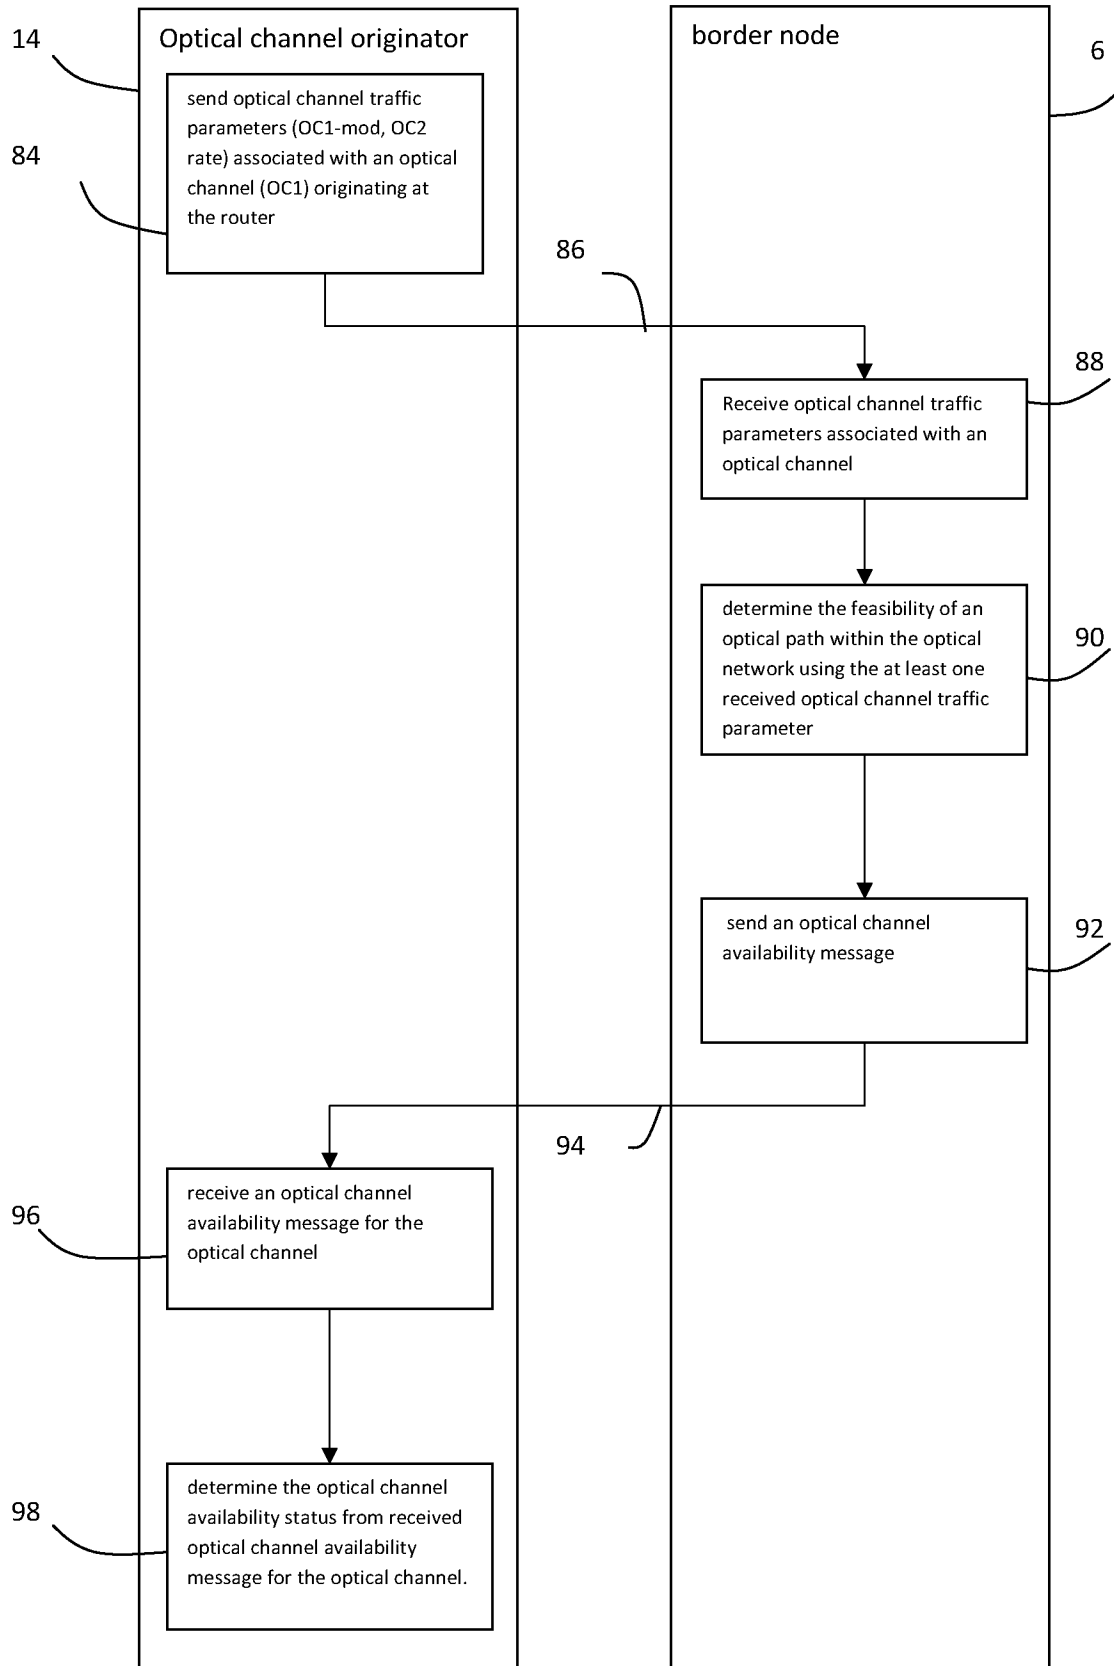 14
Optical channel originator
border node
6
send optical channel traffic
parameters (OC1-mod, OC2
rate) associated with an optical
channel (OC1) originating at
the router
84
86
88
Receive optical channel traffic
parameters associated with an
optical channel
determine the feasibility of an
optical path within the optical
network using the at least one
received optical channel traffic
parameter
90
send an optical channel
availability message
92
94
receive an optical channel
availability message for the
optical channel
96
determine the optical channel
availability status from received
optical channel availability
message for the optical channel.
98